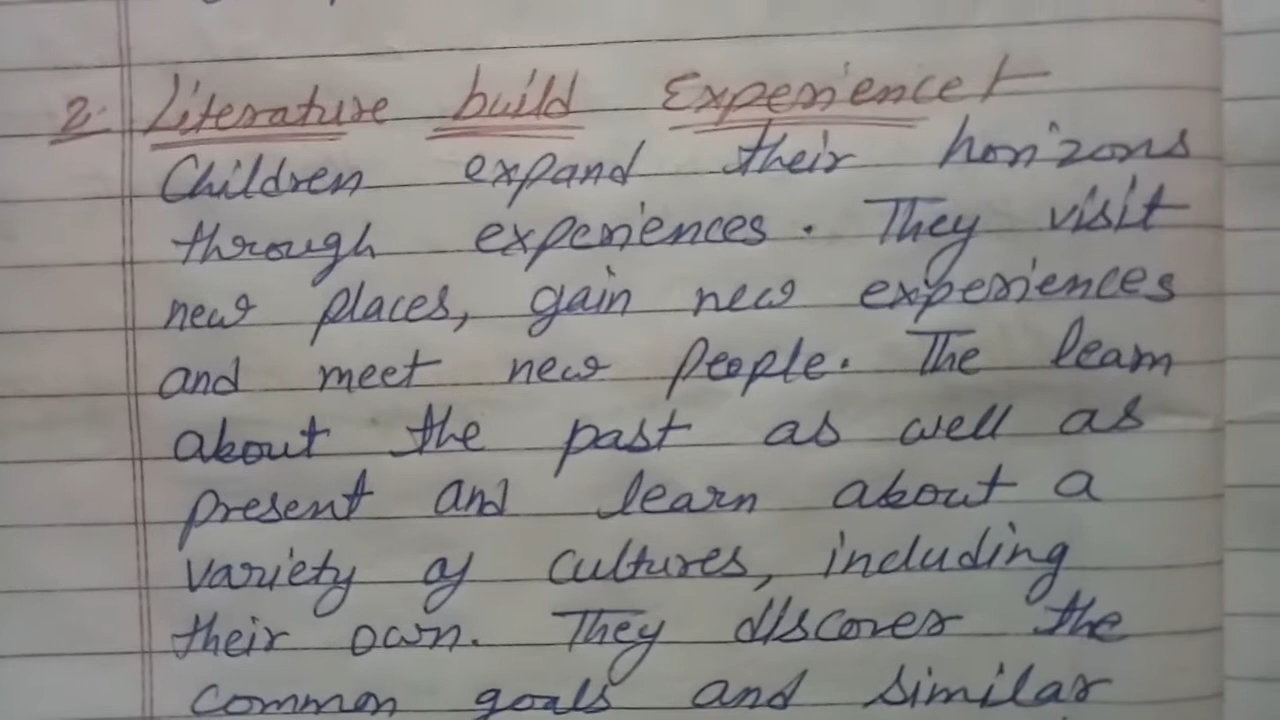 2. Literature build Experience :-
Children expand their horizons
through experiences. They visit
new places, gain new experiences
and meet new people. The learn
about the past as well as
present and learn about a
variety of cultures, including
their own. They discover the
common goals and similar